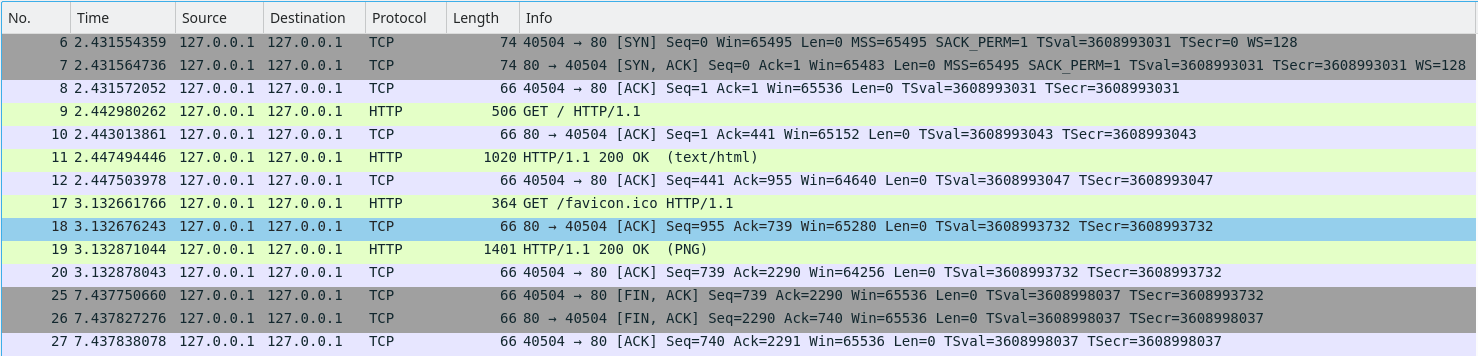 No. Time Source Destination Protocol Length Info
6 2.431554359 127.0.0.1 127.0.0.1 TCP 74 40504 → 80 [SYN] Seq=0 Win=65495 Len=0 MSS=65495 SACK_PERM=1 TSval=3608993031 TSecr=0 WS=128
7 2.431564736 127.0.0.1 127.0.0.1 TCP 74 80 → 40504 [SYN, ACK] Seq=0 Ack=1 Win=65483 Len=0 MSS=65495 SACK_PERM=1 TSval=3608993031 TSecr=3608993031 WS=128
8 2.431572052 127.0.0.1 127.0.0.1 TCP 66 40504 → 80 [ACK] Seq=1 Ack=1 Win=65536 Len=0 TSval=3608993031 TSecr=3608993031
9 2.442980262 127.0.0.1 127.0.0.1 HTTP 506 GET / HTTP/1.1
10 2.443013861 127.0.0.1 127.0.0.1 TCP 66 80 → 40504 [ACK] Seq=1 Ack=441 Win=65152 Len=0 TSval=3608993043 TSecr=3608993043
11 2.447494446 127.0.0.1 127.0.0.1 HTTP 1020 HTTP/1.1 200 OK (text/html)
12 2.447503978 127.0.0.1 127.0.0.1 TCP 66 40504 → 80 [ACK] Seq=441 Ack=955 Win=64640 Len=0 TSval=3608993047 TSecr=3608993047
17 3.132661766 127.0.0.1 127.0.0.1 HTTP 364 GET /favicon.ico HTTP/1.1
18 3.132676243 127.0.0.1 127.0.0.1 TCP 66 80 → 40504 [ACK] Seq=955 Ack=739 Win=65280 Len=0 TSval=3608993732 TSecr=3608993732
19 3.132871044 127.0.0.1 127.0.0.1 HTTP 1401 HTTP/1.1 200 OK (PNG)
20 3.132878043 127.0.0.1 127.0.0.1 TCP 66 40504 → 80 [ACK] Seq=739 Ack=2290 Win=64256 Len=0 TSval=3608993732 TSecr=3608993732
25 7.437750660 127.0.0.1 127.0.0.1 TCP 66 40504 → 80 [FIN, ACK] Seq=739 Ack=2290 Win=65536 Len=0 TSval=3608998037 TSecr=3608993732
26 7.437827276 127.0.0.1 127.0.0.1 TCP 66 80 → 40504 [FIN, ACK] Seq=2290 Ack=740 Win=65536 Len=0 TSval=3608998037 TSecr=3608998037
27 7.437838078 127.0.0.1 127.0.0.1 TCP 66 40504 → 80 [ACK] Seq=740 Ack=2291 Win=65536 Len=0 TSval=3608998037 TSecr=3608998037